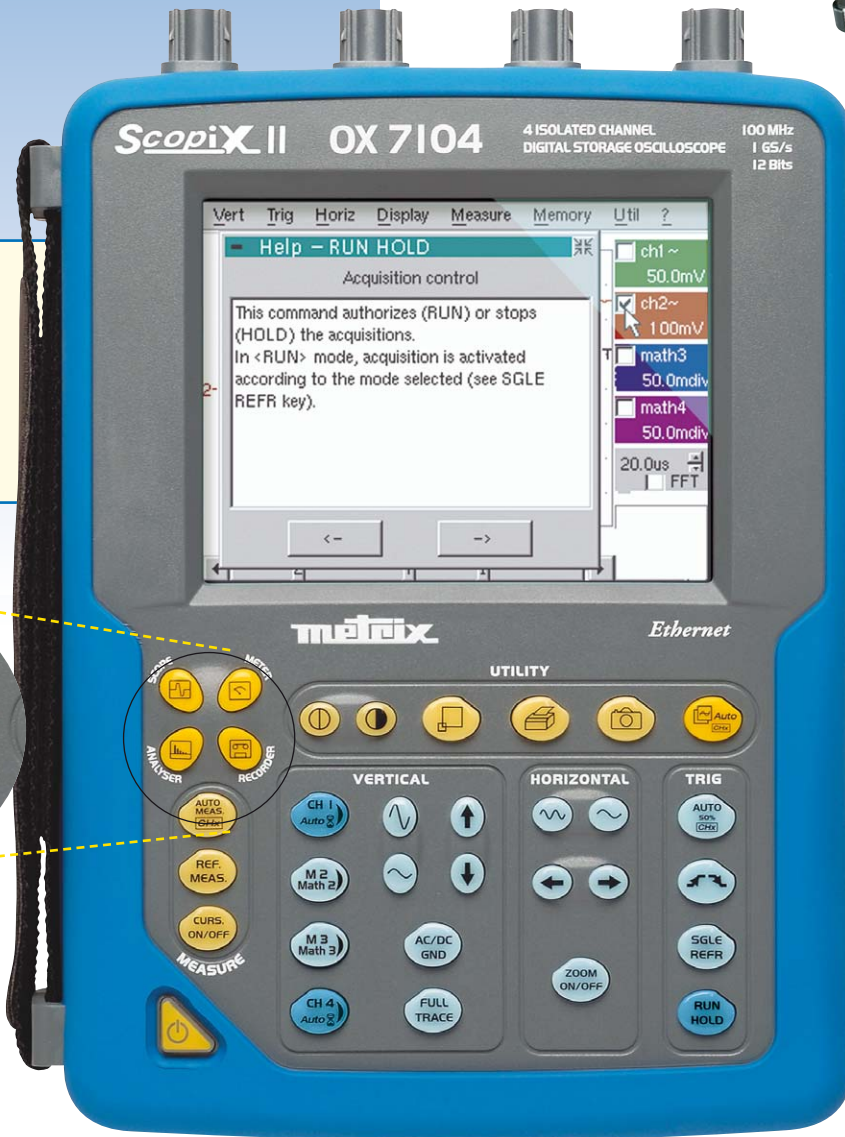 ScopiX II OX 7104
4 ISOLATED CHANNEL
DIGITAL STORAGE OSCILLOSCOPE
100 MHz
1 GS/s
12 Bits
Vert Trig Horiz Display Measure Memory Util ?
Help – RUN HOLD
Acquisition control
This command authorizes (RUN) or stops
(HOLD) the acquisitions.
In <RUN> mode, acquisition is activated
according to the mode selected (see SGLE
REFR key).
<-
->
2-
T
ch1 ~
50.0mV
ch2~
100mV
math3
50.0mdiv
math4
50.0mdiv
20.0us
FFT
metrix
Ethernet
SCOPE
METER
ANALYSER
RECORDER
UTILITY
Auto
CHx
AUTO
MEAS.
CHx
REF.
MEAS.
CURS.
ON/OFF
MEASURE
VERTICAL
CH 1
Auto
M 2
Math 2
M 3
Math 3
CH 4
Auto
AC/DC
GND
FULL
TRACE
HORIZONTAL
ZOOM
ON/OFF
TRIG
AUTO
50%
CHx
SGLE
REFR
RUN
HOLD